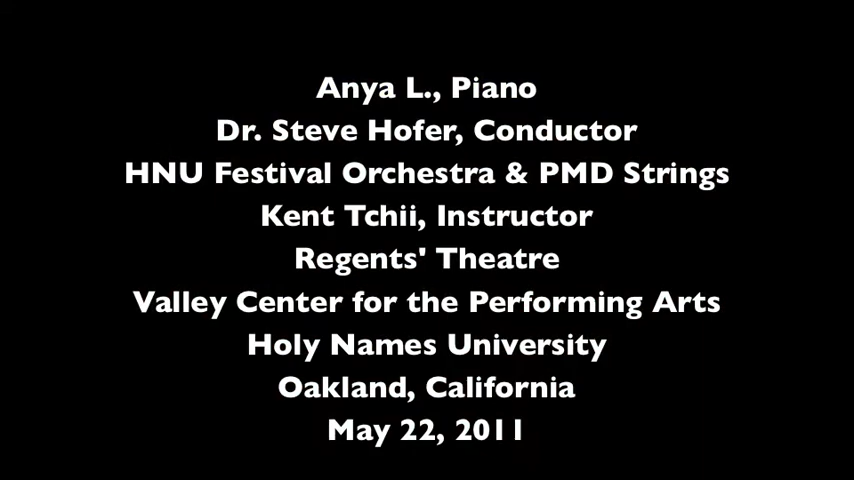 Anya L., Piano
Dr. Steve Hofer, Conductor
HNU Festival Orchestra & PMD Strings
Kent Tchii, Instructor
Regents' Theatre
Valley Center for the Performing Arts
Holy Names University
Oakland, California
May 22, 2011